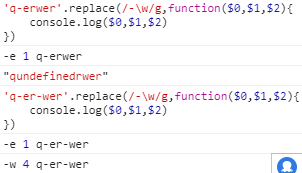 'q-erwer'.replace(/-\w/g,function($0,$1,$2){
    console.log($0,$1,$2)
})
-e 1 q-erwer
"qundefinedrwer"
'q-er-wer'.replace(/-\w/g,function($0,$1,$2){
    console.log($0,$1,$2)
})
-e 1 q-er-wer
-w 4 q-er-wer